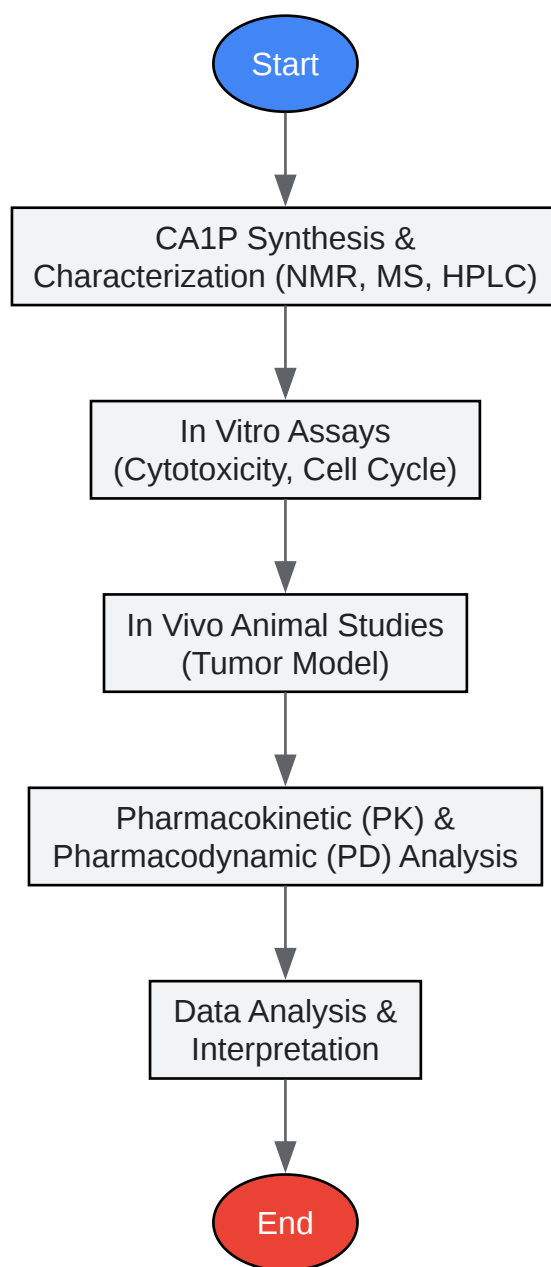 Start
CA1P Synthesis &
Characterization (NMR, MS, HPLC)
In Vitro Assays
(Cytotoxicity, Cell Cycle)
In Vivo Animal Studies
(Tumor Model)
Pharmacokinetic (PK) &
Pharmacodynamic (PD) Analysis
Data Analysis &
Interpretation
End